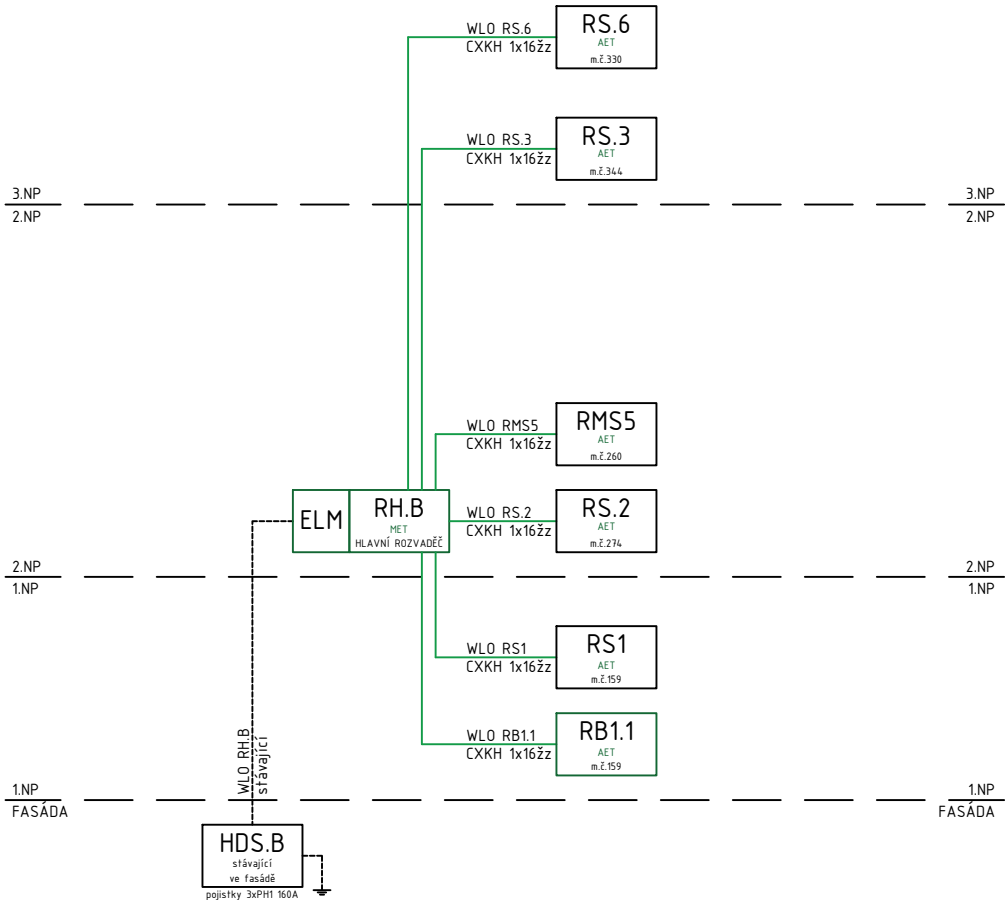 WLO RS.6
CXKH 1x16žz
RS.6
AET
m.č.330
WLO RS.3
CXKH 1x16žz
RS.3
AET
m.č.344
3.NP
3.NP
2.NP
2.NP
WLO RMS5
CXKH 1x16žz
RMS5
AET
m.č.260
ELM
RH.B
MET
HLAVNÍ ROZVADĚČ
WLO RS.2
CXKH 1x16žz
RS.2
AET
m.č.274
2.NP
2.NP
1.NP
1.NP
WLO RS1
CXKH 1x16žz
RS1
AET
m.č.159
WLO RB1.1
CXKH 1x16žz
RB1.1
AET
m.č.159
WLO RH.B
stávající
1.NP
1.NP
FASÁDA
FASÁDA
HDS.B
stávající
ve fasádě
pojistky 3xPH1 160A